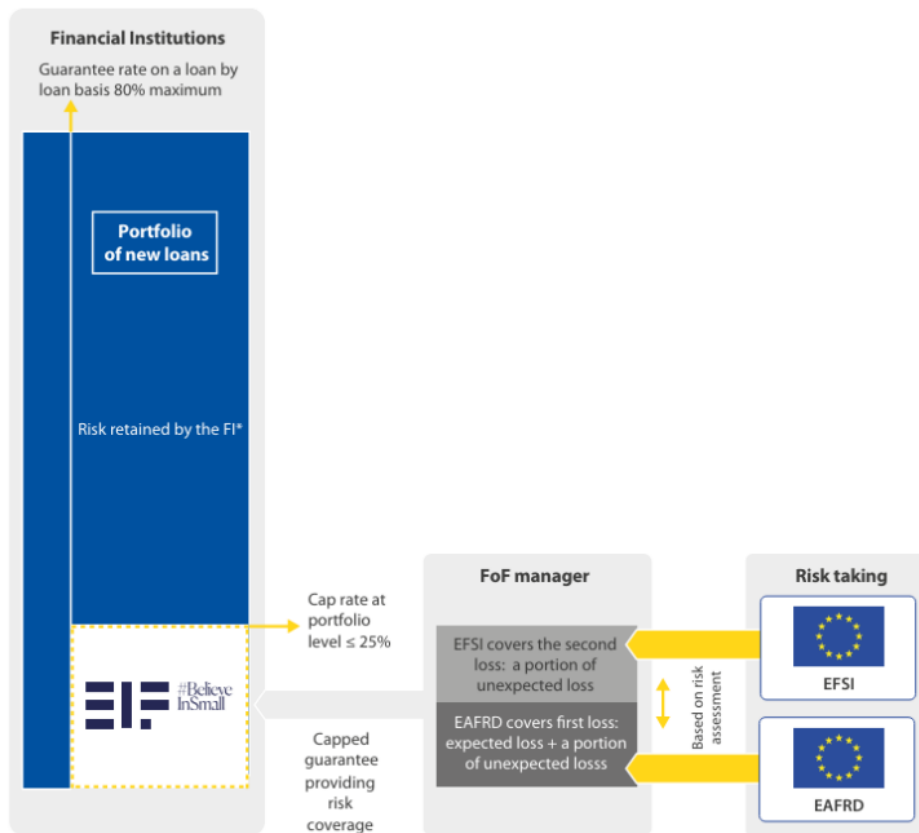 Financial Institutions
Guarantee rate on a loan by
loan basis 80% maximum
Portfolio
of new loans
Risk retained by the FI*
Cap rate at
portfolio
level ≤ 25%
EIF
#Believe
InSmall
Capped
guarantee
providing
risk
coverage
FoF manager
EFSI covers the second
loss: a portion of
unexpected loss
EAFRD covers first loss:
expected loss + a portion
of unexpected losss
Based on risk
assessment
Risk taking
EFSI
EAFRD